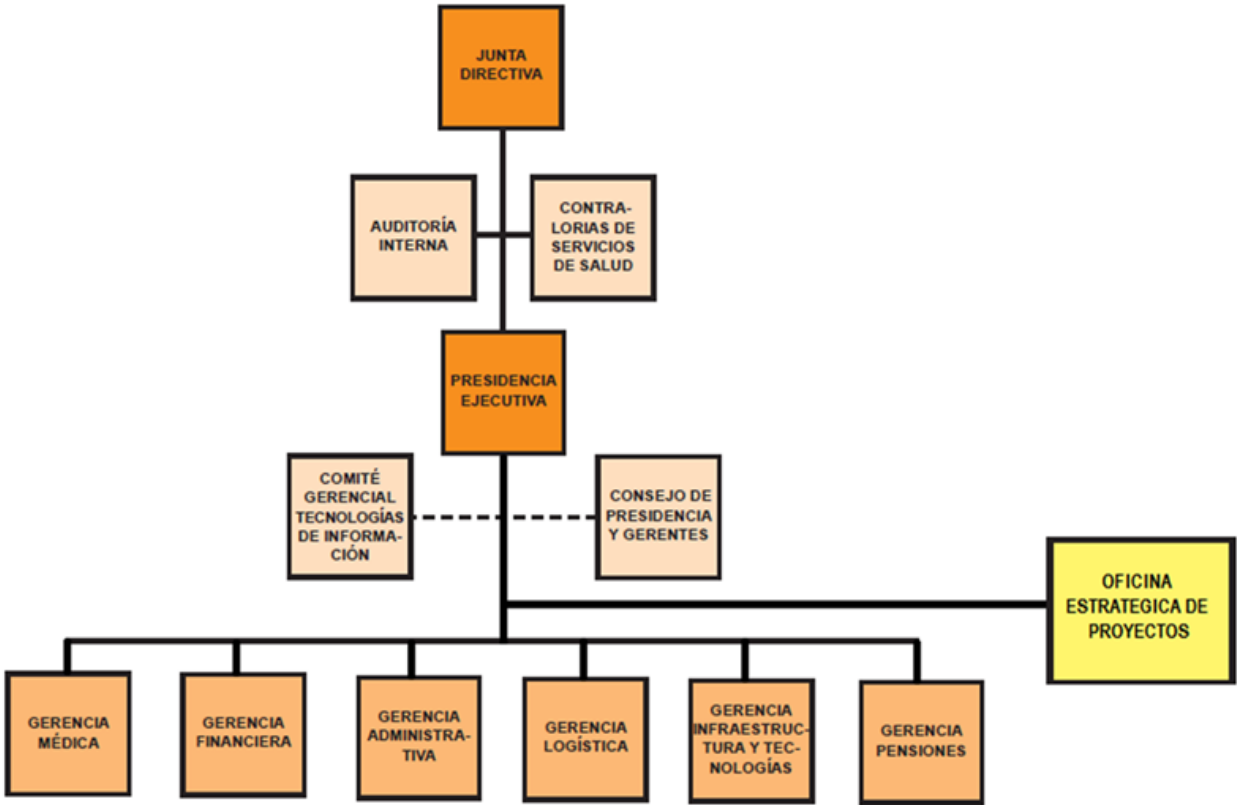 JUNTA
DIRECTIVA
AUDITORÍA
INTERNA
CONTRA-
LORIAS DE
SERVICIOS
DE SALUD
PRESIDENCIA
EJECUTIVA
COMITÉ
GERENCIAL
TECNOLOGÍAS
DE INFORMA-
CIÓN
CONSEJO DE
PRESIDENCIA
Y GERENTES
OFICINA
ESTRATEGICA DE
PROYECTOS
GERENCIA
MÉDICA
GERENCIA
FINANCIERA
GERENCIA
ADMINISTRA-
TIVA
GERENCIA
LOGÍSTICA
GERENCIA
INFRAESTRUC-
TURA Y TEC-
NOLOGÍAS
GERENCIA
PENSIONES